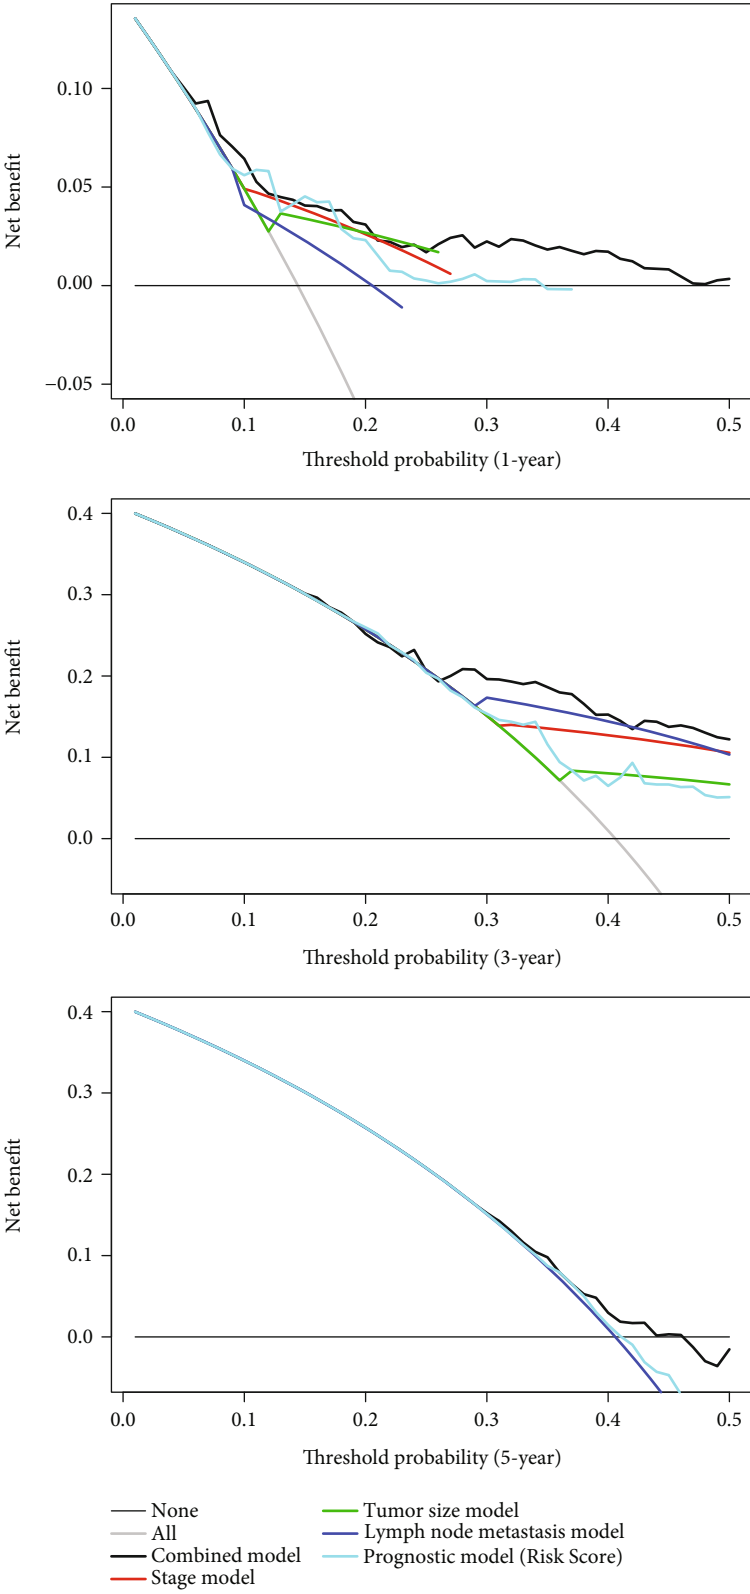 Net benefit
0.10
0.05
0.00
−0.05
0.0 0.1 0.2 0.3 0.4 0.5
Threshold probability (1-year)
Net benefit
0.4
0.3
0.2
0.1
0.0
0.0 0.1 0.2 0.3 0.4 0.5
Threshold probability (3-year)
Net benefit
0.4
0.3
0.2
0.1
0.0
0.0 0.1 0.2 0.3 0.4 0.5
Threshold probability (5-year)
None
All
Combined model
Stage model
Tumor size model
Lymph node metastasis model
Prognostic model (Risk Score)